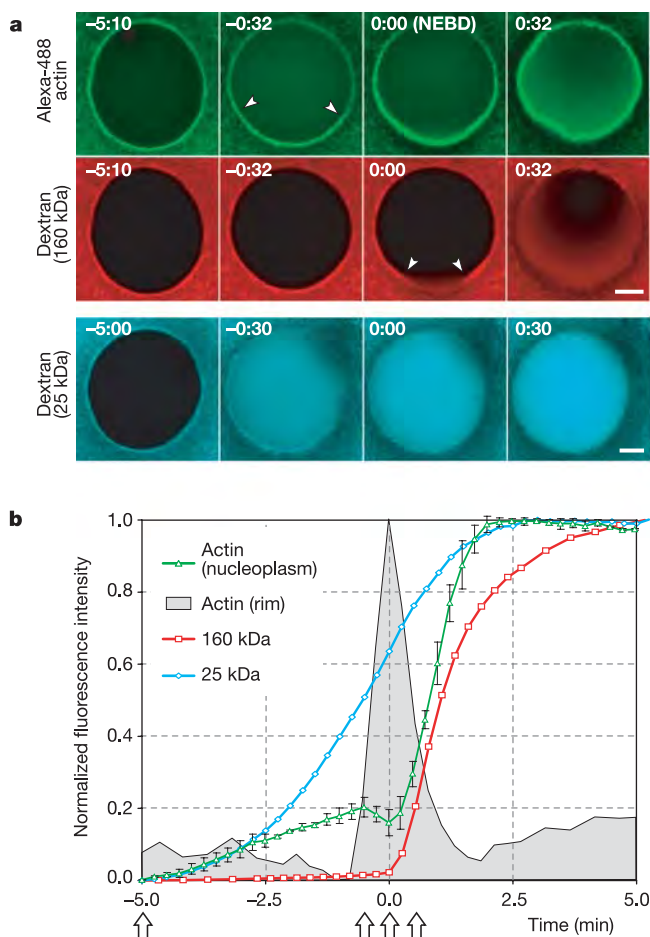 a
Alexa-488
actin
–5:10
–0:32
0:00 (NEBD)
0:32
Dextran
(160 kDa)
–5:10
–0:32
0:00
0:32
Dextran
(25 kDa)
–5:00
–0:30
0:00
0:30
b
Normalized fluorescence intensity
1.0
0.8
0.6
0.4
0.2
0.0
Actin
(nucleoplasm)
Actin (rim)
160 kDa
25 kDa
–5.0
–2.5
0.0
2.5
5.0
Time (min)